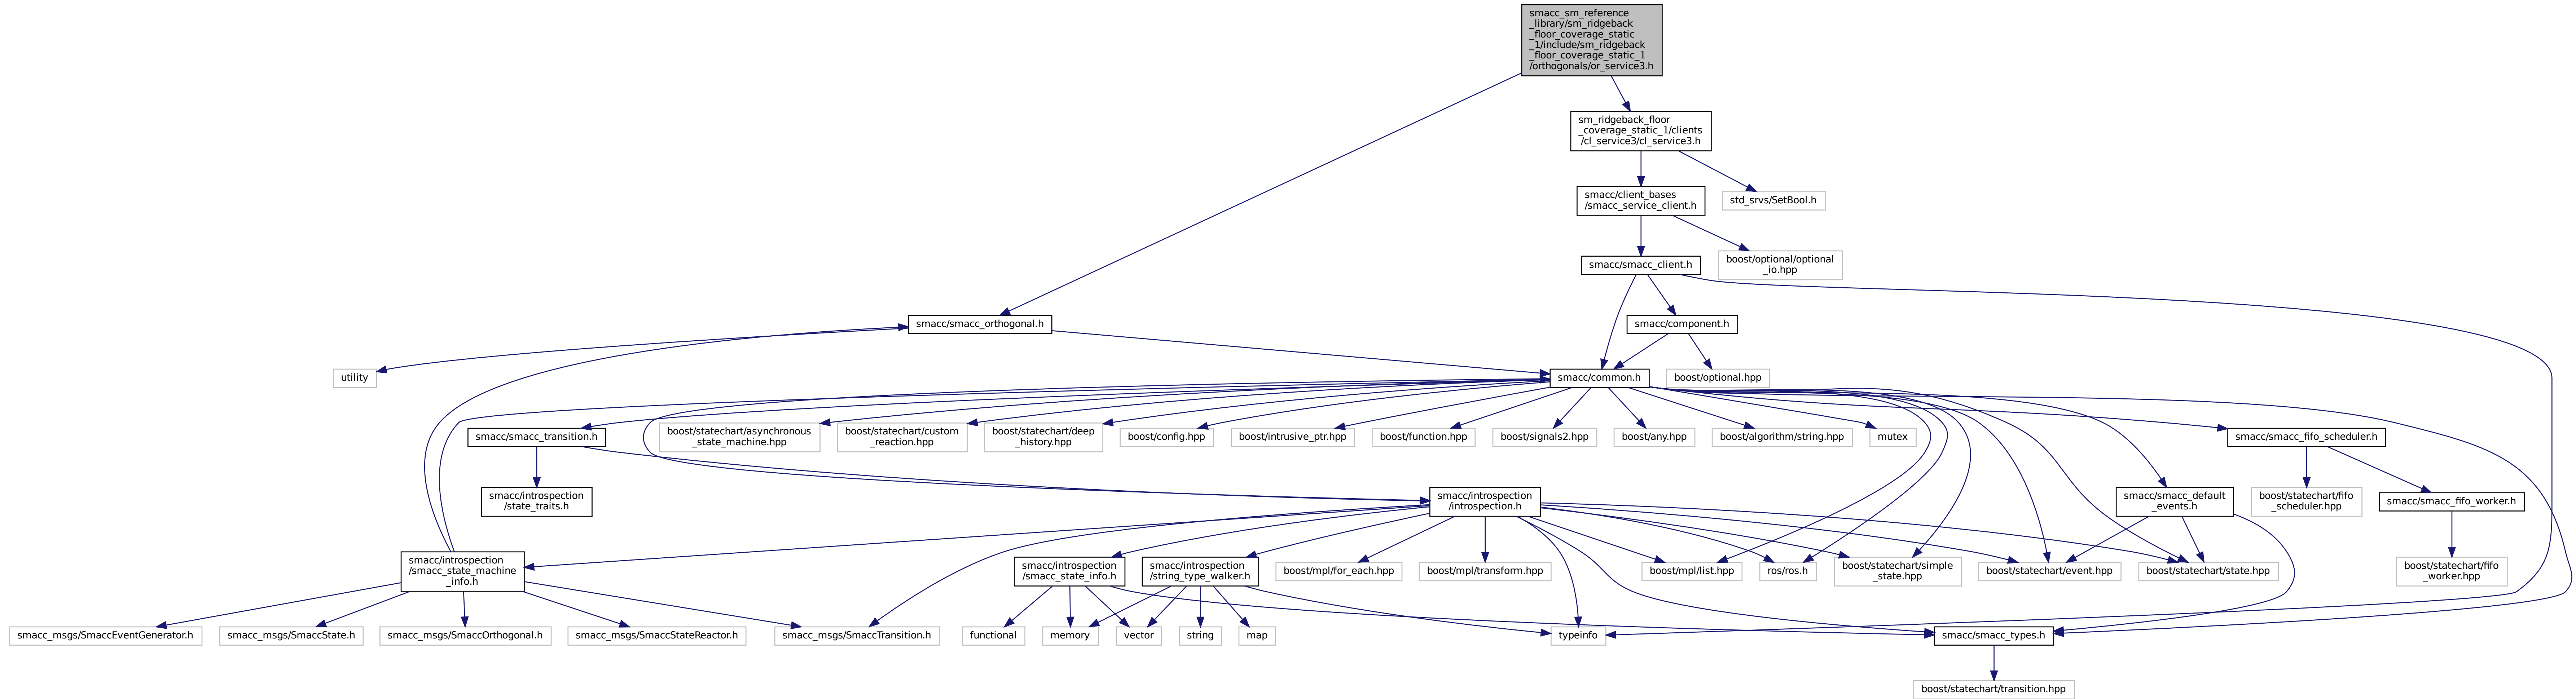 smacc_sm_reference
_library/sm_ridgeback
_floor_coverage_static
_1/include/sm_ridgeback
_floor_coverage_static_1
/orthogonals/or_service3.h
sm_ridgeback_floor
_coverage_static_1/clients
/cl_service3/cl_service3.h
smacc/client_bases
/smacc_service_client.h
std_srvs/SetBool.h
smacc/smacc_client.h
boost/optional/optional
_io.hpp
smacc/smacc_orthogonal.h
smacc/component.h
utility
smacc/common.h
boost/optional.hpp
smacc/smacc_transition.h
boost/statechart/asynchronous
_state_machine.hpp
boost/statechart/custom
_reaction.hpp
boost/statechart/deep
_history.hpp
boost/config.hpp
boost/intrusive_ptr.hpp
boost/function.hpp
boost/signals2.hpp
boost/any.hpp
boost/algorithm/string.hpp
mutex
smacc/smacc_fifo_scheduler.h
smacc/introspection
/state_traits.h
smacc/introspection
/introspection.h
smacc/smacc_default
_events.h
boost/statechart/fifo
_scheduler.hpp
smacc/smacc_fifo_worker.h
smacc/introspection
/smacc_state_machine
_info.h
smacc/introspection
/smacc_state_info.h
smacc/introspection
/string_type_walker.h
boost/mpl/for_each.hpp
boost/mpl/transform.hpp
boost/mpl/list.hpp
ros/ros.h
boost/statechart/simple
_state.hpp
boost/statechart/event.hpp
boost/statechart/state.hpp
boost/statechart/fifo
_worker.hpp
smacc_msgs/SmaccEventGenerator.h
smacc_msgs/SmaccState.h
smacc_msgs/SmaccOrthogonal.h
smacc_msgs/SmaccStateReactor.h
smacc_msgs/SmaccTransition.h
functional
memory
vector
string
map
typeinfo
smacc/smacc_types.h
boost/statechart/transition.hpp